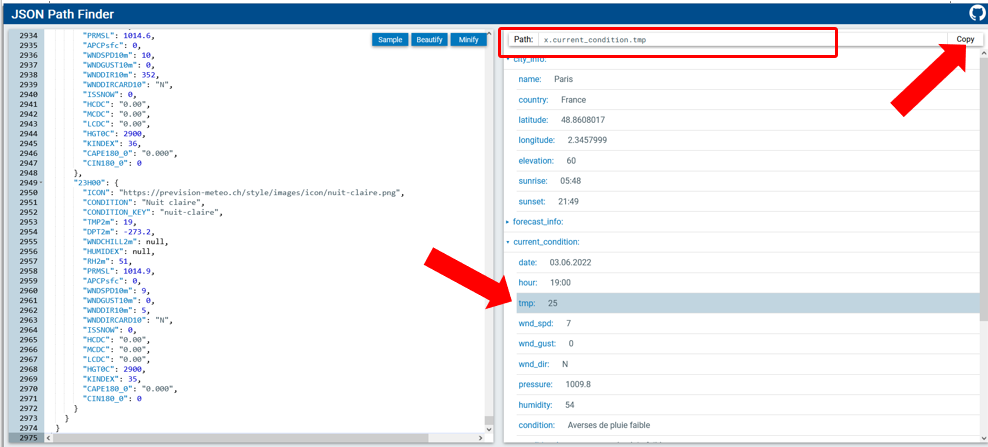 JSON Path Finder
Sample Beautify Minify
2934 "PRMSL": 1014.6,
2935 "APCPsfc": 0,
2936 "WNDSPD10m": 10,
2937 "WNDGUST10m": 0,
2938 "WNDDIR10m": 352,
2939 "WNDDIRCARD10": "N",
2940 "ISSNOW": 0,
2941 "HCDC": "0.00",
2942 "MCDC": "0.00",
2943 "LCDC": "0.00",
2944 "HGT0C": 2900,
2945 "KINDEX": 36,
2946 "CAPE180_0": "0.000",
2947 "CIN180_0": 0
2948 },
2949 "23H00": {
2950 "ICON": "https://prevision-meteo.ch/style/images/icon/nuit-claire.png",
2951 "CONDITION": "Nuit claire",
2952 "CONDITION_KEY": "nuit-claire",
2953 "TMP2m": 19,
2954 "DPT2m": -273.2,
2955 "WNDCHILL2m": null,
2956 "HUMIDEX": null,
2957 "RH2m": 51,
2958 "PRMSL": 1014.9,
2959 "APCPsfc": 0,
2960 "WNDSPD10m": 9,
2961 "WNDGUST10m": 0,
2962 "WNDDIR10m": 5,
2963 "WNDDIRCARD10": "N",
2964 "ISSNOW": 0,
2965 "HCDC": "0.00",
2966 "MCDC": "0.00",
2967 "LCDC": "0.00",
2968 "HGT0C": 2900,
2969 "KINDEX": 35,
2970 "CAPE180_0": "0.000",
2971 "CIN180_0": 0
2972 }
2973 }
2974 }
2975
Path: x.current_condition.tmp Copy
city_info:
name: Paris
country: France
latitude: 48.8608017
longitude: 2.3457999
elevation: 60
sunrise: 05:48
sunset: 21:49
forecast_info:
current_condition:
date: 03.06.2022
hour: 19:00
tmp: 25
wnd_spd: 7
wnd_gust: 0
wnd_dir: N
pressure: 1009.8
humidity: 54
condition: Averses de pluie faible